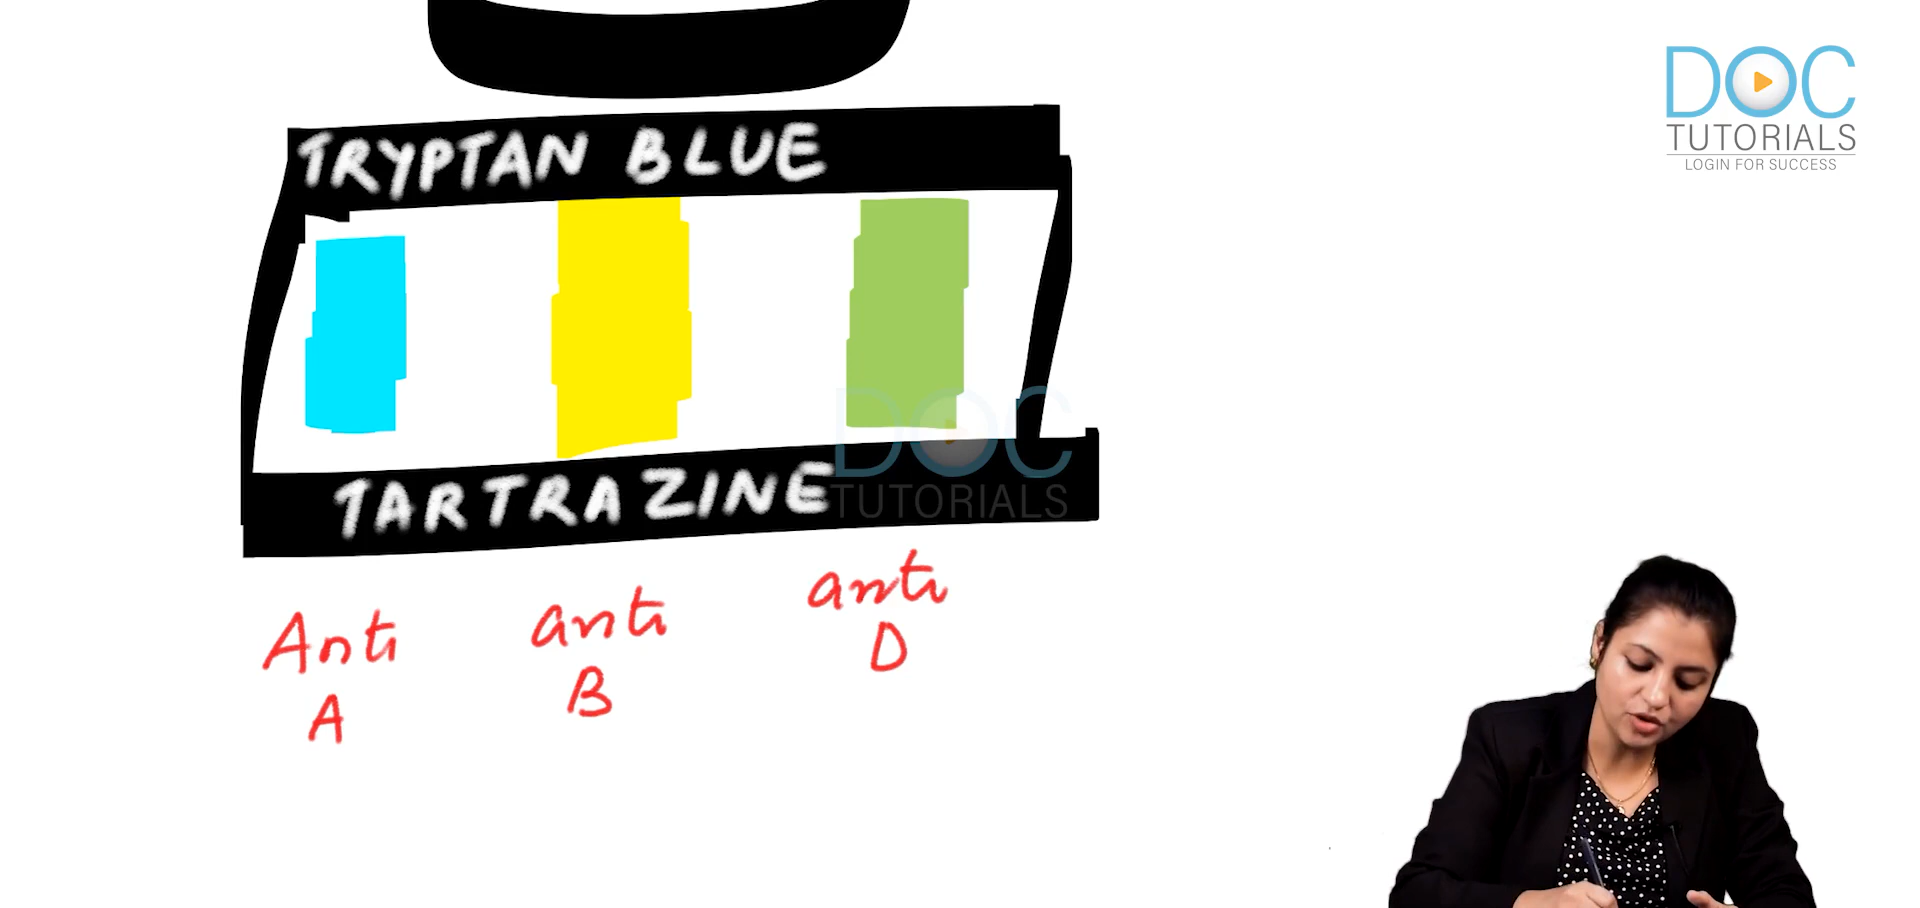 DOC
TUTORIALS
LOGIN FOR SUCCESS
TRYPTAN BLUE
TARTRAZINE
DOC
TUTORIALS
Anti
A
anti
B
anti
D